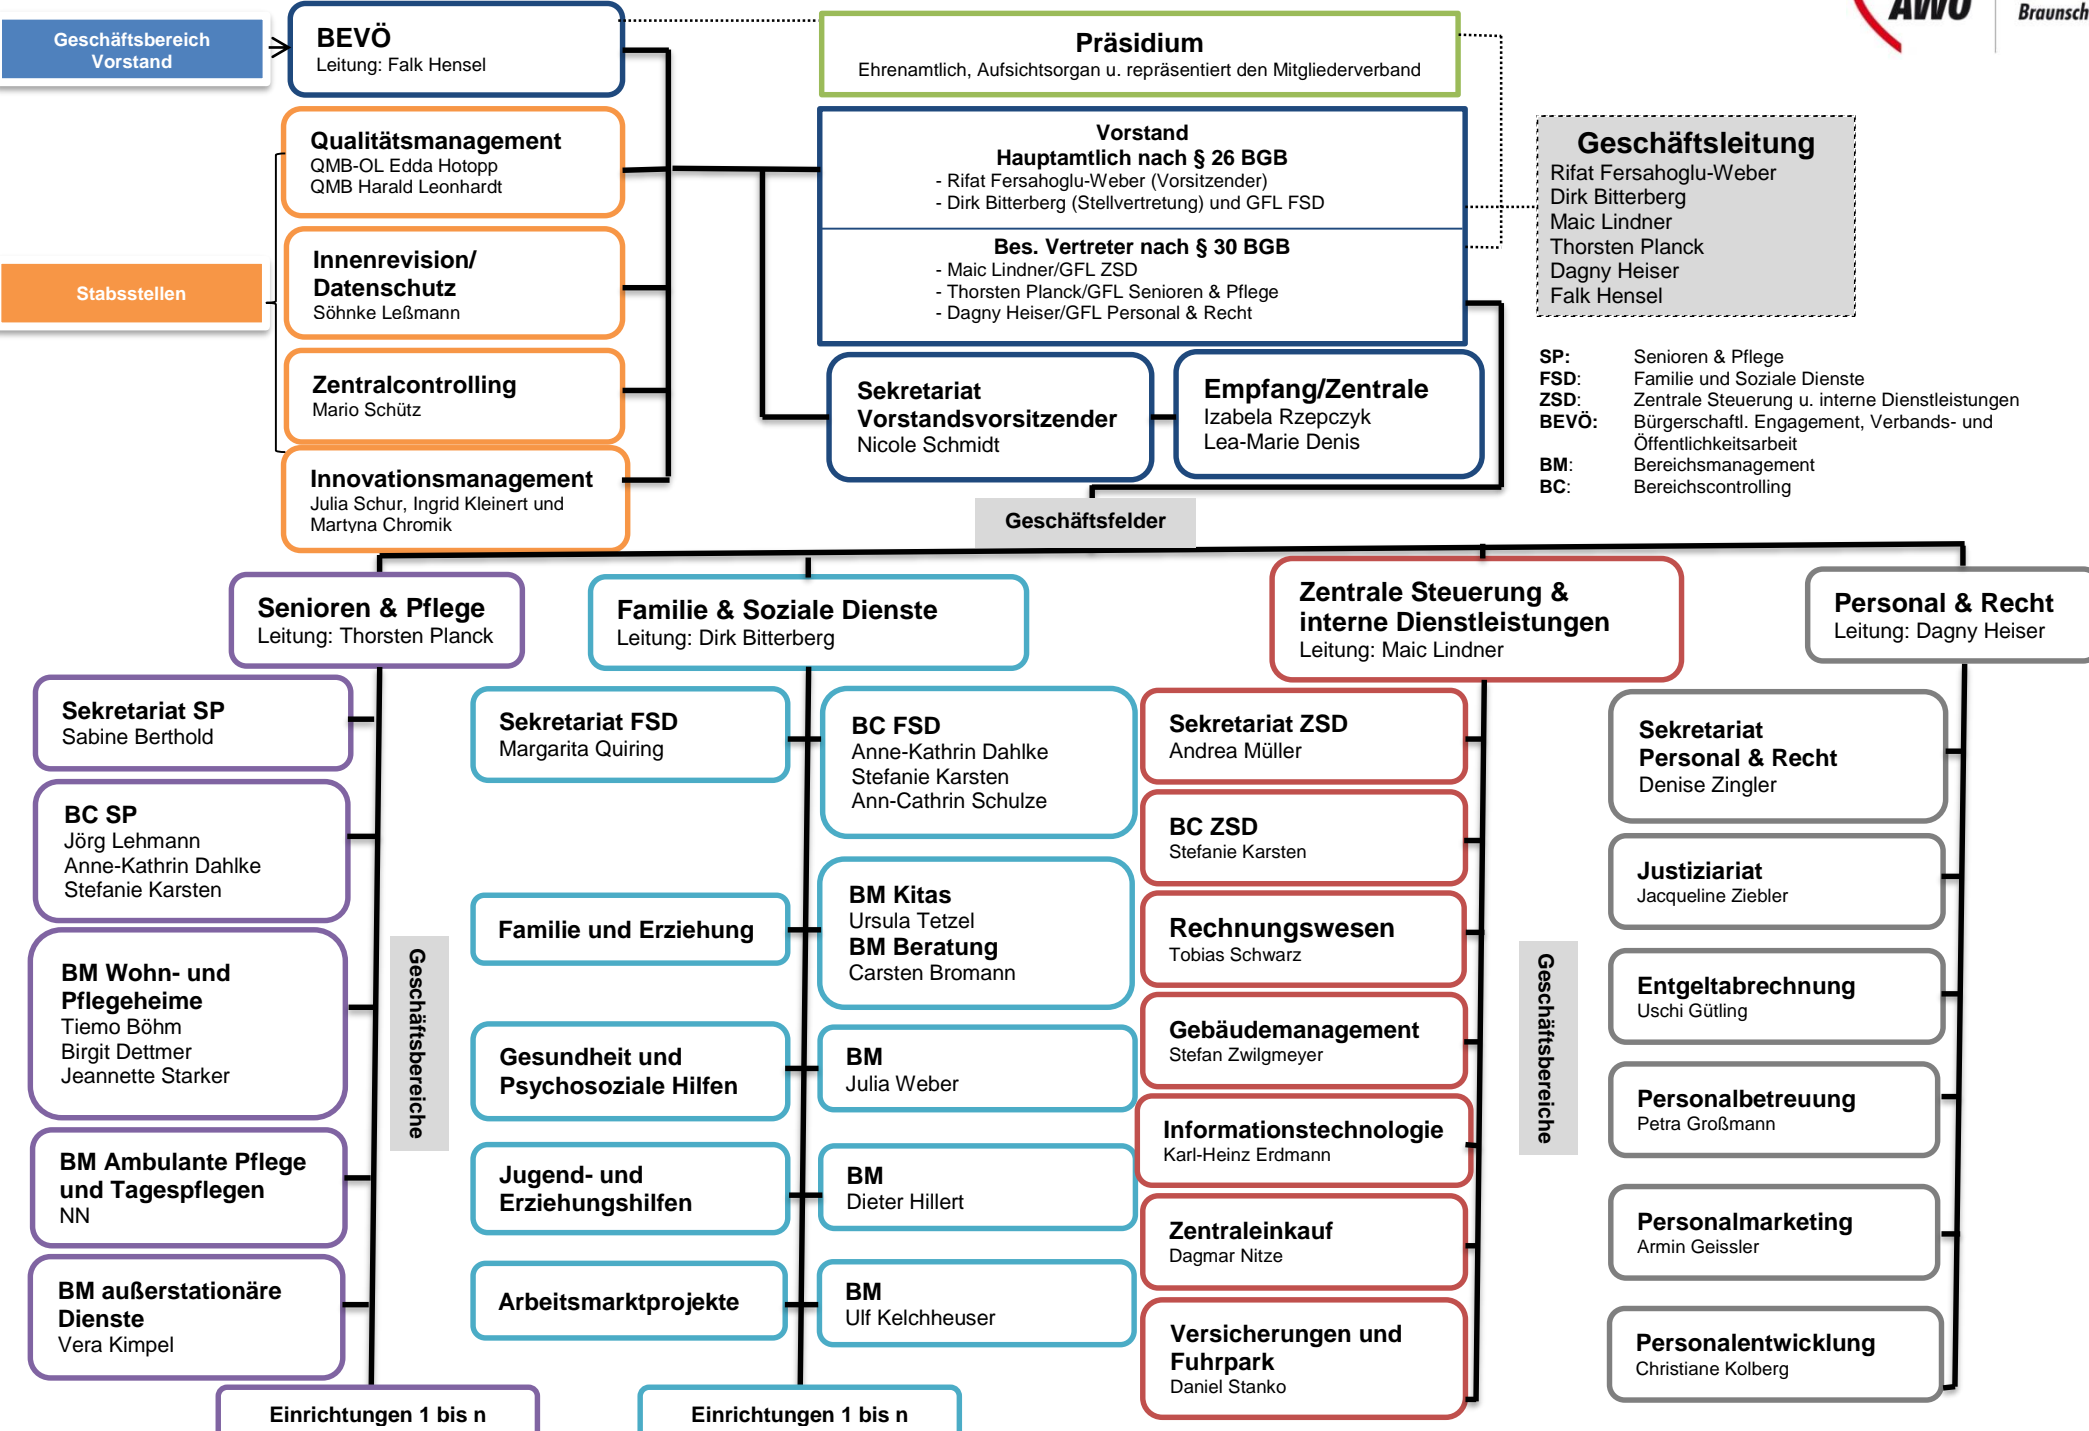 Geschäftsbereich
Vorstand
BEVÖ
Leitung: Falk Hensel
Präsidium
Ehrenamtlich, Aufsichtsorgan u. repräsentiert den Mitgliederverband
AWO
Stabsstellen
Qualitätsmanagement
QMB-OL Edda Hotopp
QMB Harald Leonhardt
Innenrevision/
Datenschutz
Söhnke Leßmann
Zentralcontrolling
Mario Schütz
Innovationsmanagement
Julia Schur, Ingrid Kleinert und
Martyna Chromik
Vorstand
Hauptamtlich nach § 26 BGB
- Rifat Fersahoglu-Weber (Vorsitzender)
- Dirk Bitterberg (Stellvertretung) und GFL FSD
Bes. Vertreter nach § 30 BGB
- Maic Lindner/GFL ZSD
- Thorsten Planck/GFL Senioren & Pflege
- Dagny Heiser/GFL Personal & Recht
Sekretariat
Vorstandsvorsitzender
Nicole Schmidt
Empfang/Zentrale
Izabela Rzepczyk
Lea-Marie Denis
Geschäftsleitung
Rifat Fersahoglu-Weber
Dirk Bitterberg
Maic Lindner
Thorsten Planck
Dagny Heiser
Falk Hensel
SP: Senioren & Pflege
FSD: Familie und Soziale Dienste
ZSD: Zentrale Steuerung u. interne Dienstleistungen
BEVÖ: Bürgerschaftl. Engagement, Verbands- und
Öffentlichkeitsarbeit
BM: Bereichsmanagement
BC: Bereichscontrolling
Geschäftsfelder
Senioren & Pflege
Leitung: Thorsten Planck
Sekretariat SP
Sabine Berthold
BC SP
Jörg Lehmann
Anne-Kathrin Dahlke
Stefanie Karsten
BM Wohn- und
Pflegeheime
Tiemo Böhm
Birgit Dettmer
Jeannette Starker
BM Ambulante Pflege
und Tagespflegen
NN
BM außerstationäre
Dienste
Vera Kimpel
Einrichtungen 1 bis n
Geschäftsbereiche
Familie & Soziale Dienste
Leitung: Dirk Bitterberg
Sekretariat FSD
Margarita Quiring
BC FSD
Anne-Kathrin Dahlke
Stefanie Karsten
Ann-Cathrin Schulze
Familie und Erziehung
BM Kitas
Ursula Tetzel
BM Beratung
Carsten Bromann
Gesundheit und
Psychosoziale Hilfen
BM
Julia Weber
Jugend- und
Erziehungshilfen
BM
Dieter Hillert
Arbeitsmarktprojekte
BM
Ulf Kelchheuser
Einrichtungen 1 bis n
Zentrale Steuerung &
interne Dienstleistungen
Leitung: Maic Lindner
Sekretariat ZSD
Andrea Müller
BC ZSD
Stefanie Karsten
Rechnungswesen
Tobias Schwarz
Gebäudemanagement
Stefan Zwilgmeyer
Informationstechnologie
Karl-Heinz Erdmann
Zentraleinkauf
Dagmar Nitze
Versicherungen und
Fuhrpark
Daniel Stanko
Geschäftsbereiche
Personal & Recht
Leitung: Dagny Heiser
Sekretariat
Personal & Recht
Denise Zingler
Justiziariat
Jacqueline Ziebler
Entgeltabrechnung
Uschi Gütling
Personalbetreuung
Petra Großmann
Personalmarketing
Armin Geissler
Personalentwicklung
Christiane Kolberg